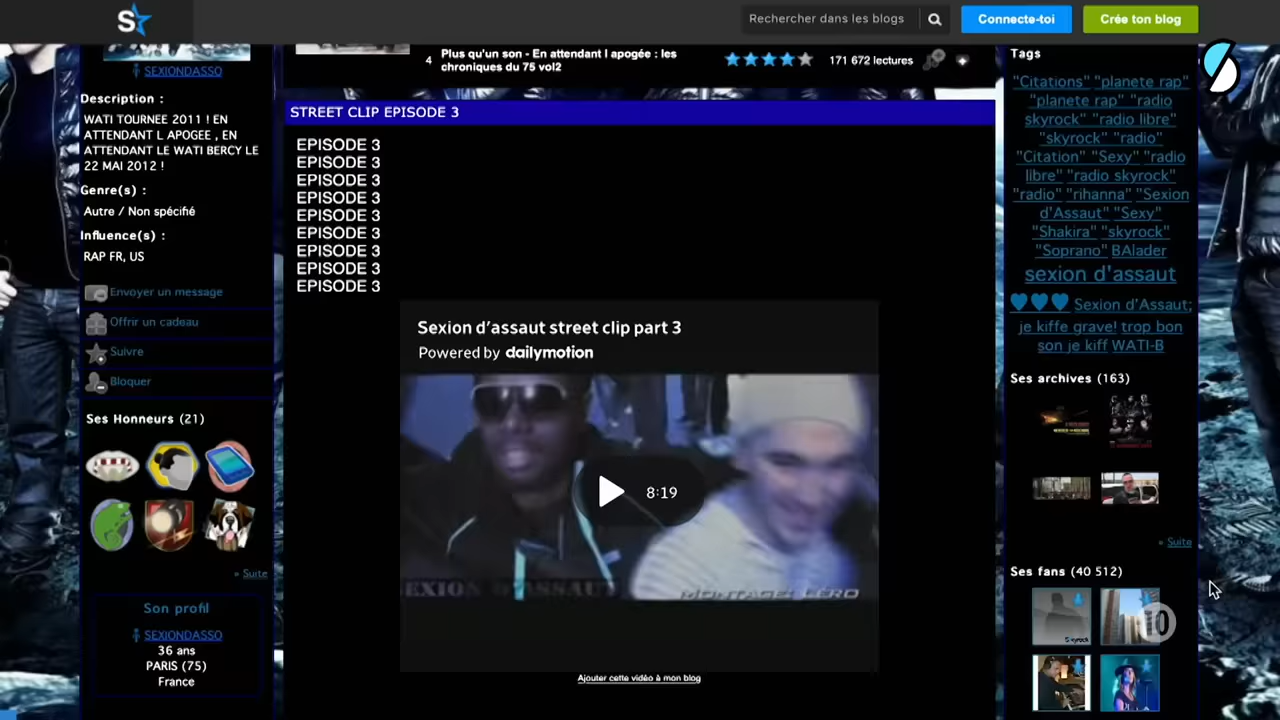 S
Rechercher dans les blogs
Connecte-toi
Crée ton blog
SEXIONDASSO
Description :
WATI TOURNEE 2011 ! EN
ATTENDANT L APOGEE , EN
ATTENDANT LE WATI BERCY LE
22 MAI 2012 !
Genre(s) :
Autre / Non spécifié
Influence(s) :
RAP FR, US
Envoyer un message
Offrir un cadeau
Suivre
Bloquer
Ses Honneurs (21)
» Suite
Son profil
SEXIONDASSO
36 ans
PARIS (75)
France
4
Plus qu'un son - En attendant l apogée : les
chroniques du 75 vol2
171 672 lectures
STREET CLIP EPISODE 3
EPISODE 3
EPISODE 3
EPISODE 3
EPISODE 3
EPISODE 3
EPISODE 3
EPISODE 3
EPISODE 3
EPISODE 3
Sexion d'assaut street clip part 3
Powered by dailymotion
8:19
SEXION D'ASSAUT
MONTAGE: LERO
Ajouter cette vidéo à mon blog
Tags
"Citations" "planete rap"
"planete rap" "radio
skyrock" "radio libre"
"skyrock" "radio"
"Citation" "Sexy" "radio
libre" "radio skyrock"
"radio" "rihanna" "Sexion
d'Assaut" "Sexy"
"Shakira" "skyrock"
"Soprano" BAlader
sexion d'assaut
♥♥♥ Sexion d'Assaut;
je kiffe grave! trop bon
son je kiff WATI-B
Ses archives (163)
» Suite
Ses fans (40 512)
skyrock
10